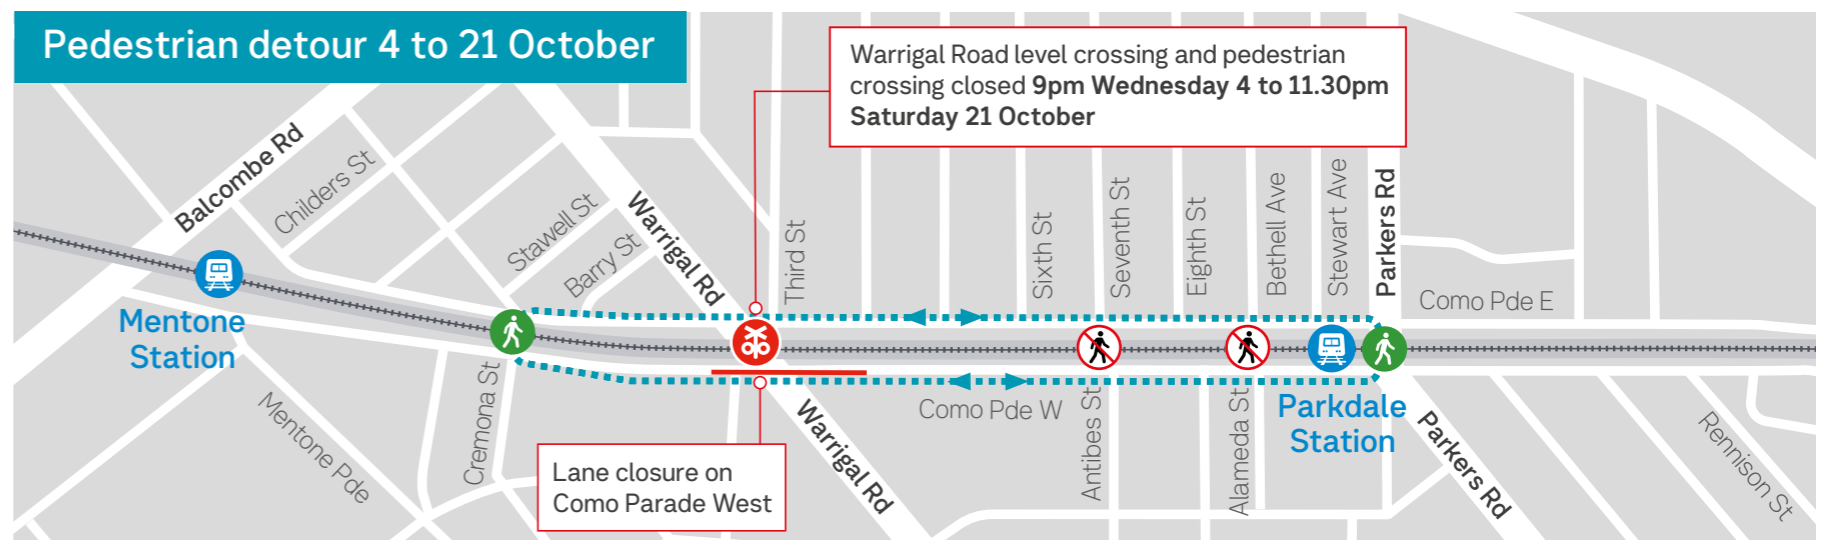 Pedestrian detour 4 to 21 October
Warrigal Road level crossing and pedestrian
crossing closed 9pm Wednesday 4 to 11.30pm
Saturday 21 October
Balcombe Rd
Childers St
Stawell St
Barry St
Warrigal Rd
Third St
Sixth St
Seventh St
Eighth St
Bethell Ave
Stewart Ave
Parkers Rd
Como Pde E
Mentone
Station
Mentone Pde
Cremona St
Lane closure on
Como Parade West
Warrigal Rd
Como Pde W
Antibes St
Alameda St
Parkdale
Station
Parkers Rd
Rennison St